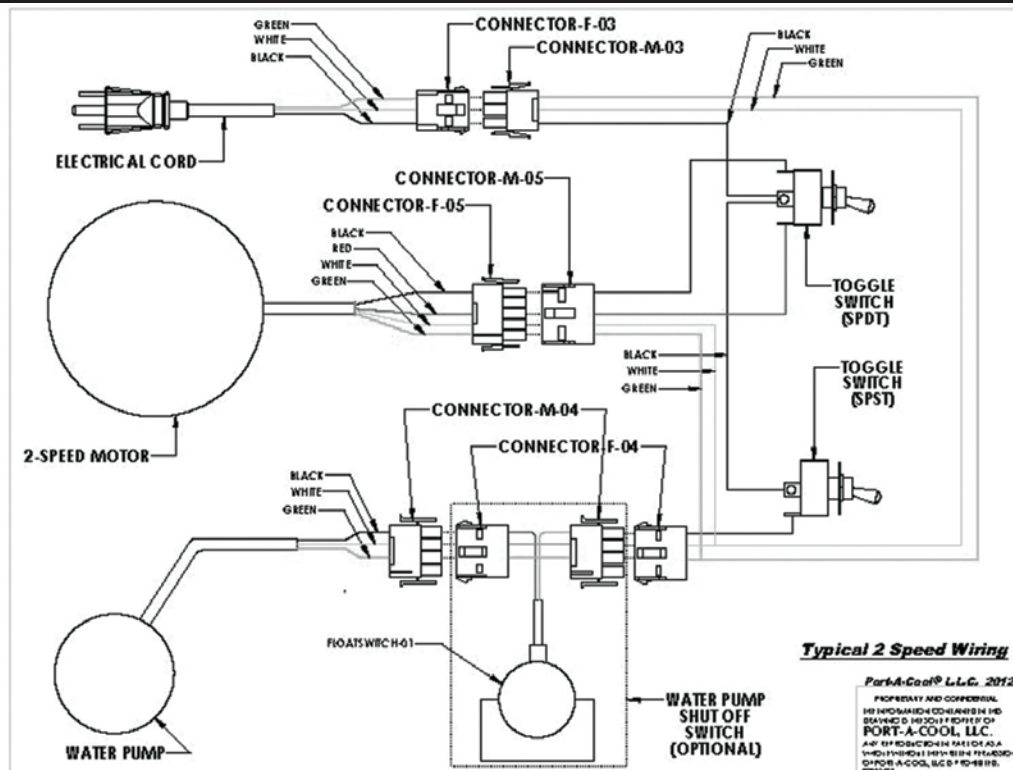 GREEN
WHITE
BLACK
CONNECTOR-F-03
CONNECTOR-M-03
BLACK
WHITE
GREEN
ELECTRICAL CORD
CONNECTOR-M-05
CONNECTOR-F-05
BLACK
RED
WHITE
GREEN
TOGGLE
SWITCH
(SPDT)
BLACK
WHITE
GREEN
TOGGLE
SWITCH
(SPST)
2-SPEED MOTOR
CONNECTOR-M-04
CONNECTOR-F-04
BLACK
WHITE
GREEN
FLOATSWITCH-01
WATER PUMP
WATER PUMP
SHUT OFF
SWITCH
(OPTIONAL)
Typical 2 Speed Wiring
Port-A-Cool® L.L.C. 2012
PROPRIETARY AND CONFIDENTIAL
PORT-A-COOL, LLC.